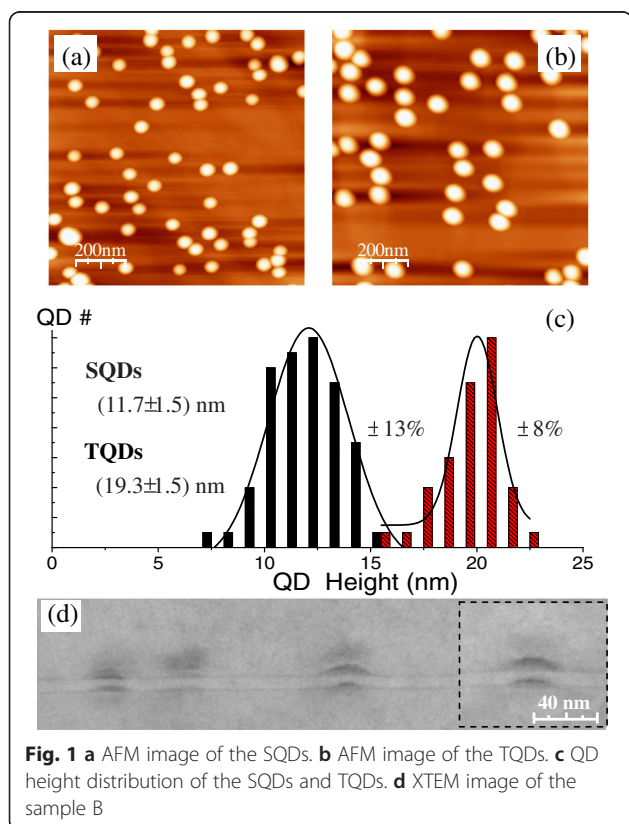 (a)
(b)
200nm
200nm
QD #
(c)
SQDs
(11.7±1.5) nm
± 13%
± 8%
TQDs
(19.3±1.5) nm
0 5 10 15 20 25
QD Height (nm)
(d)
40 nm
Fig. 1 a AFM image of the SQDs. b AFM image of the TQDs. c QD
height distribution of the SQDs and TQDs. d XTEM image of the
sample B